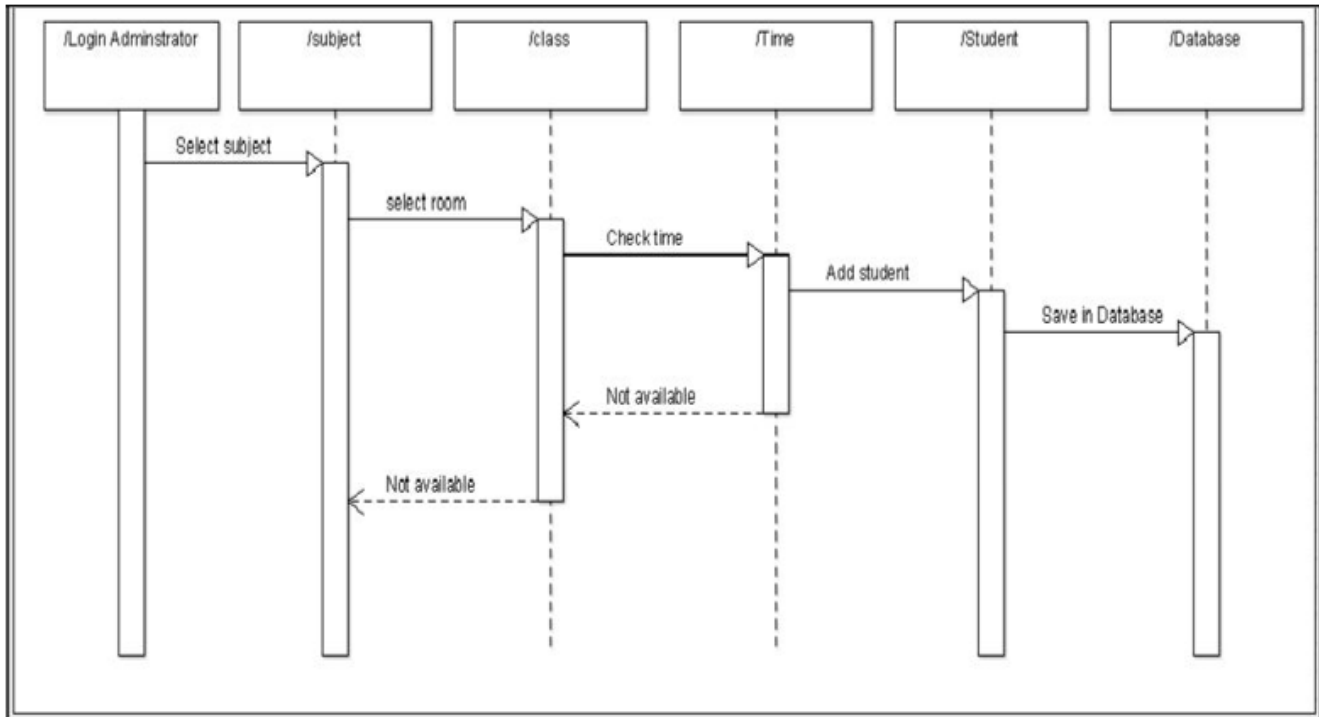 /Login Adminstrator
/subject
/class
/Time
/Student
/Database
Select subject
select room
Check time
Add student
Save in Database
Not available
Not available